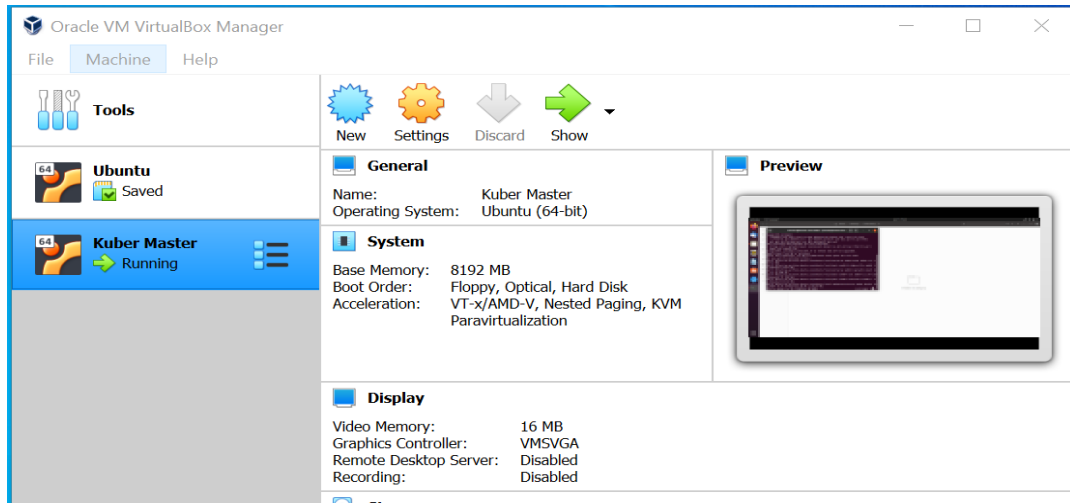 Oracle VM VirtualBox Manager
File Machine Help
Tools
New Settings Discard Show
64 Ubuntu
Saved
64 Kuber Master
Running
General
Name: Kuber Master
Operating System: Ubuntu (64-bit)
System
Base Memory: 8192 MB
Boot Order: Floppy, Optical, Hard Disk
Acceleration: VT-x/AMD-V, Nested Paging, KVM
Paravirtualization
Preview
Display
Video Memory: 16 MB
Graphics Controller: VMSVGA
Remote Desktop Server: Disabled
Recording: Disabled